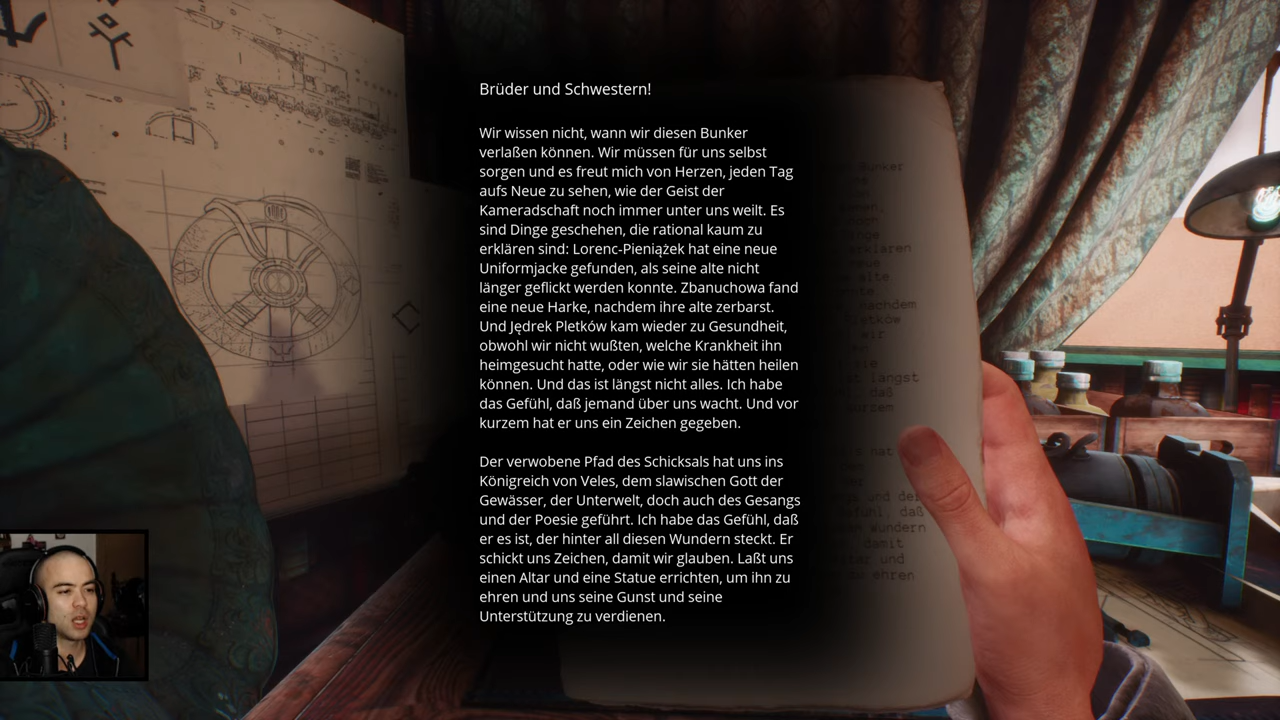 Brüder und Schwestern!
Wir wissen nicht, wann wir diesen Bunker
verlaßen können. Wir müssen für uns selbst
sorgen und es freut mich von Herzen, jeden Tag
aufs Neue zu sehen, wie der Geist der
Kameradschaft noch immer unter uns weilt. Es
sind Dinge geschehen, die rational kaum zu
erklären sind: Lorenc-Pieniążek hat eine neue
Uniformjacke gefunden, als seine alte nicht
länger geflickt werden konnte. Zbanuchowa fand
eine neue Harke, nachdem ihre alte zerbarst.
Und Jędrek Pletków kam wieder zu Gesundheit,
obwohl wir nicht wußten, welche Krankheit ihn
heimgesucht hatte, oder wie wir sie hätten heilen
können. Und das ist längst nicht alles. Ich habe
das Gefühl, daß jemand über uns wacht. Und vor
kurzem hat er uns ein Zeichen gegeben.
Der verwobene Pfad des Schicksals hat uns ins
Königreich von Veles, dem slawischen Gott der
Gewässer, der Unterwelt, doch auch des Gesangs
und der Poesie geführt. Ich habe das Gefühl, daß
er es ist, der hinter all diesen Wundern steckt. Er
schickt uns Zeichen, damit wir glauben. Laßt uns
einen Altar und eine Statue errichten, um ihn zu
ehren und uns seine Gunst und seine
Unterstützung zu verdienen.